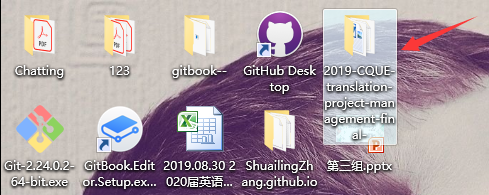 Chatting
123
gitbook--
GitHub Desk
top
2019-CQUE-
translation-
project-man
agement-final-
Git-2.24.0.2-
64-bit.exe
GitBook.Edit
or.Setup.ex...
2019.08.30 2
020届英语...
ShuailingZh
ang.github.io
第三组.pptx